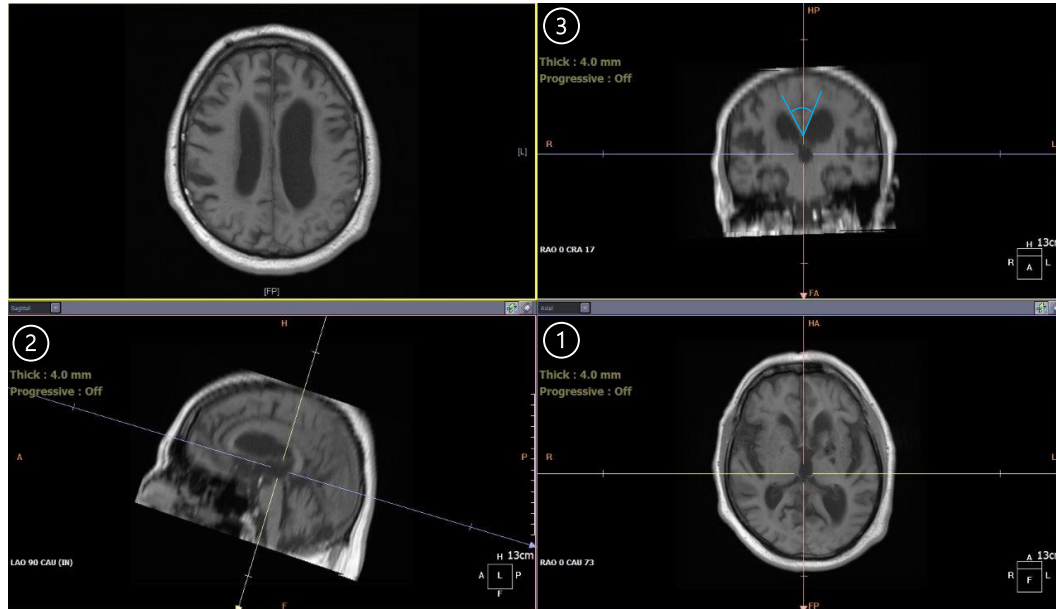 [L]
[FP]
③
HP
Thick : 4.0 mm
Progressive : Off
R
L
RAO 0 CRA 17
H 13cm
R A L
FA
Sagittal
Axial
②
H
Thick : 4.0 mm
Progressive : Off
A
P
LAO 90 CAU (IN)
H 13cm
A L P
F
F
①
HA
Thick : 4.0 mm
Progressive : Off
R
L
RAO 0 CAU 73
A 13cm
R F L
FP